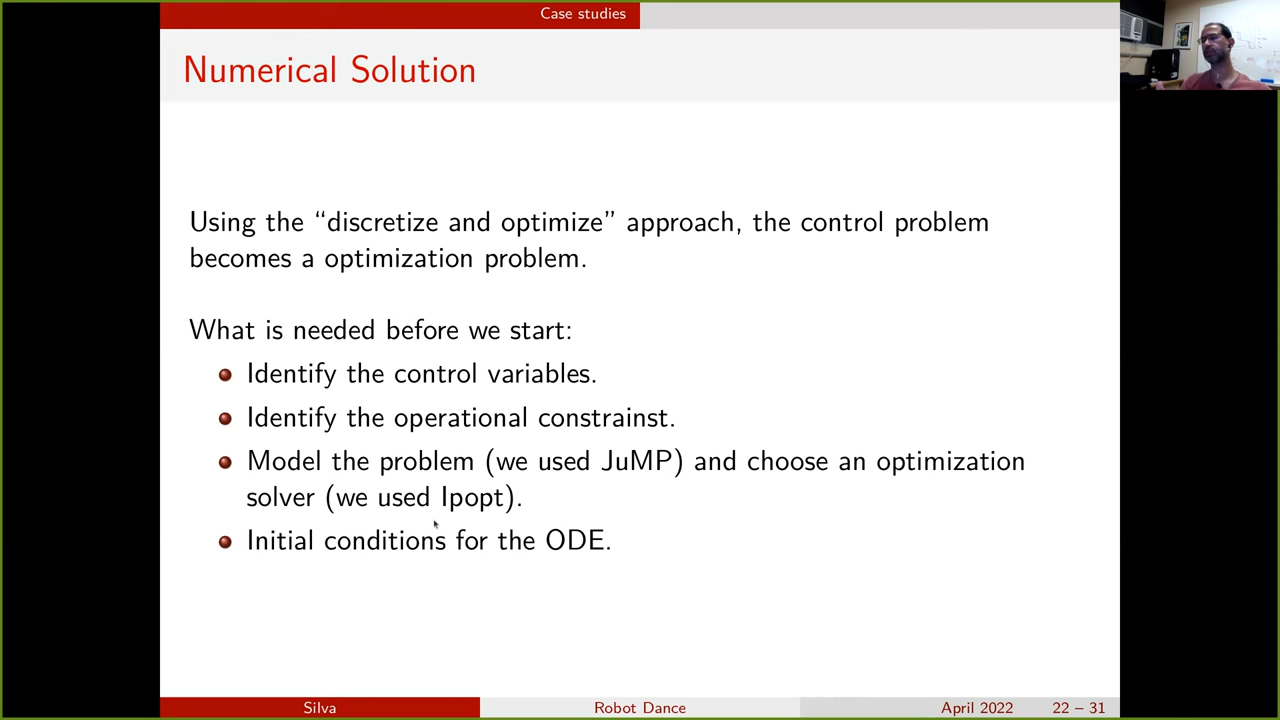 Case studies
Numerical Solution
Using the “discretize and optimize” approach, the control problem
becomes a optimization problem.
What is needed before we start:
Identify the control variables.
Identify the operational constrainst.
Model the problem (we used JuMP) and choose an optimization
solver (we used Ipopt).
Initial conditions for the ODE.
Silva
Robot Dance
April 2022
22 – 31